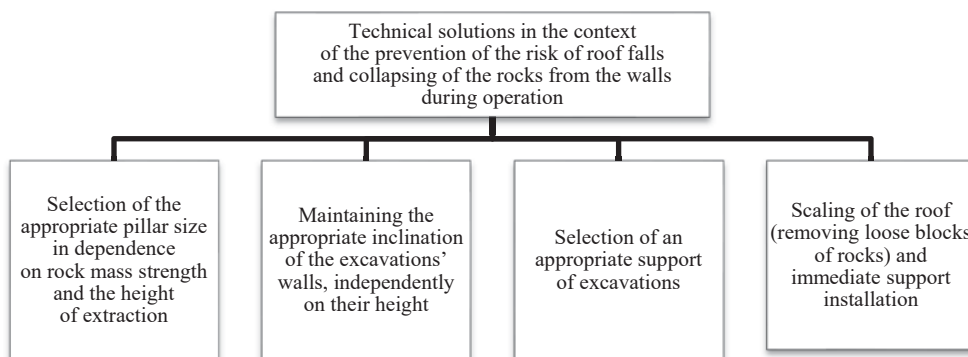 Technical solutions in the context
of the prevention of the risk of roof falls
and collapsing of the rocks from the walls
during operation
Selection of the
appropriate pillar size
in dependence
on rock mass strength
and the height
of extraction
Maintaining the
appropriate inclination
of the excavations’
walls, independently
on their height
Selection of an
appropriate support
of excavations
Scaling of the roof
(removing loose blocks
of rocks) and
immediate support
installation